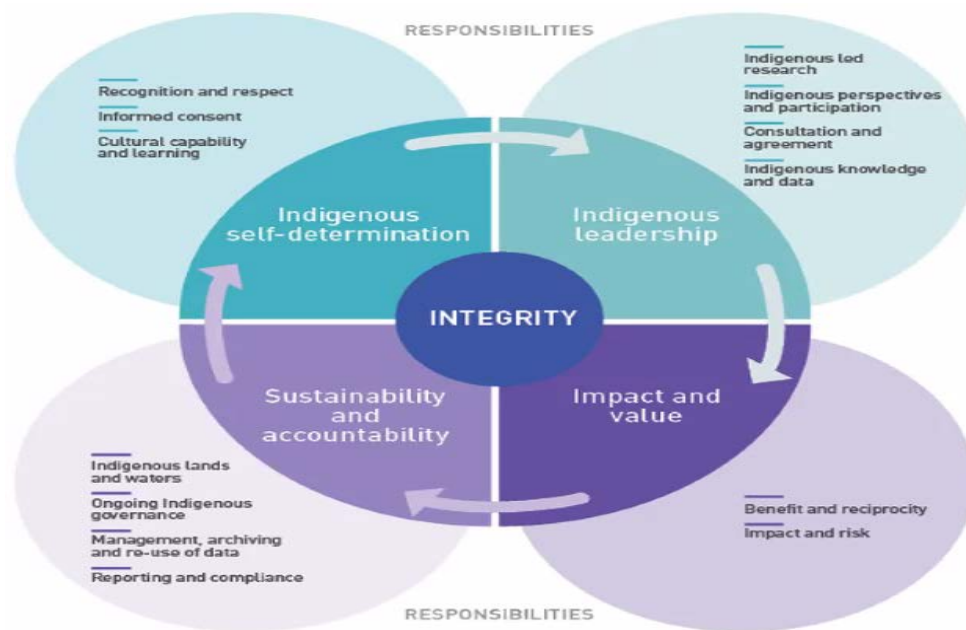 RESPONSIBILITIES
Recognition and respect
Informed consent
Cultural capability
and learning
Indigenous led
research
Indigenous perspectives
and participation
Consultation and
agreement
Indigenous knowledge
and data
Indigenous
self-determination
Indigenous
leadership
INTEGRITY
Sustainability
and
accountability
Impact and
value
Indigenous lands
and waters
Ongoing Indigenous
governance
Management, archiving
and re-use of data
Reporting and compliance
Benefit and reciprocity
Impact and risk
RESPONSIBILITIES